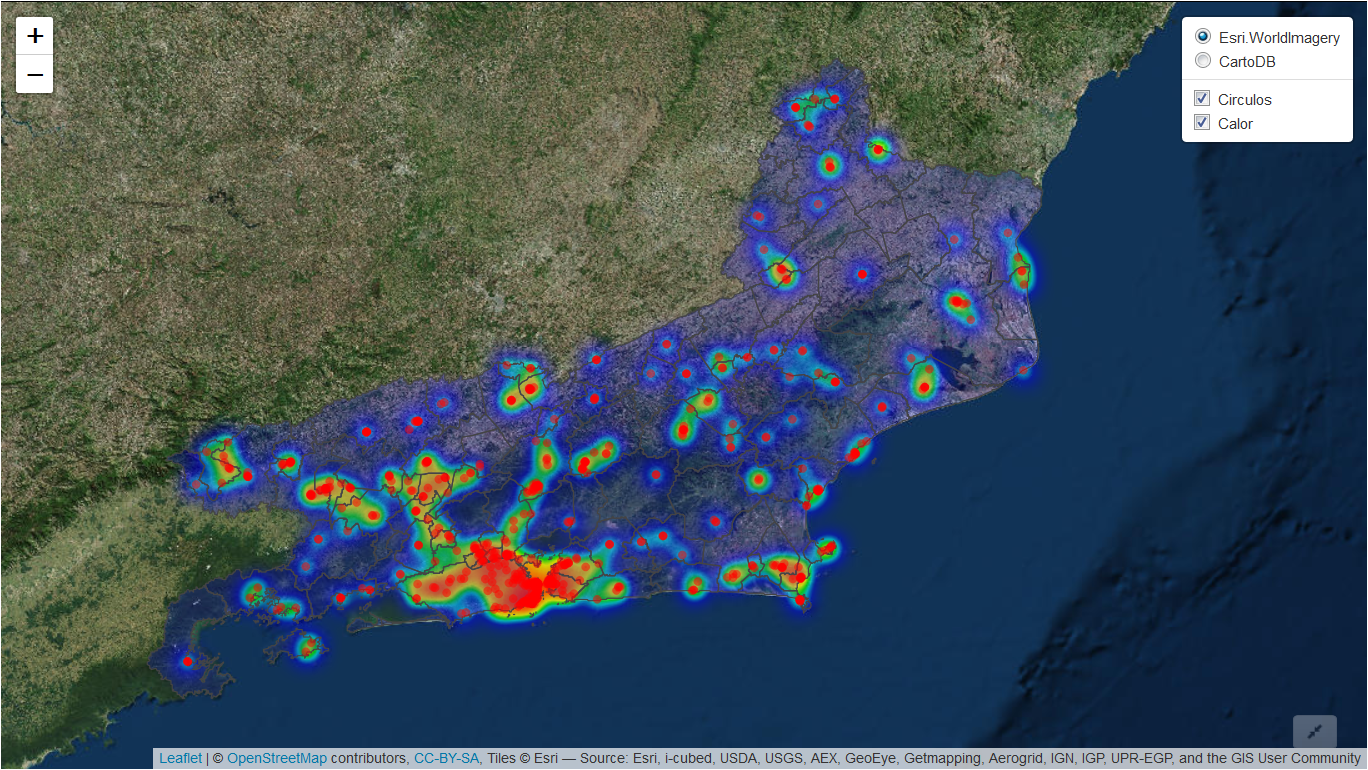 +
−
Esri.WorldImagery
CartoDB
Circulos
Calor
Leaflet | © OpenStreetMap contributors, CC-BY-SA, Tiles © Esri — Source: Esri, i-cubed, USDA, USGS, AEX, GeoEye, Getmapping, Aerogrid, IGN, IGP, UPR-EGP, and the GIS User Community